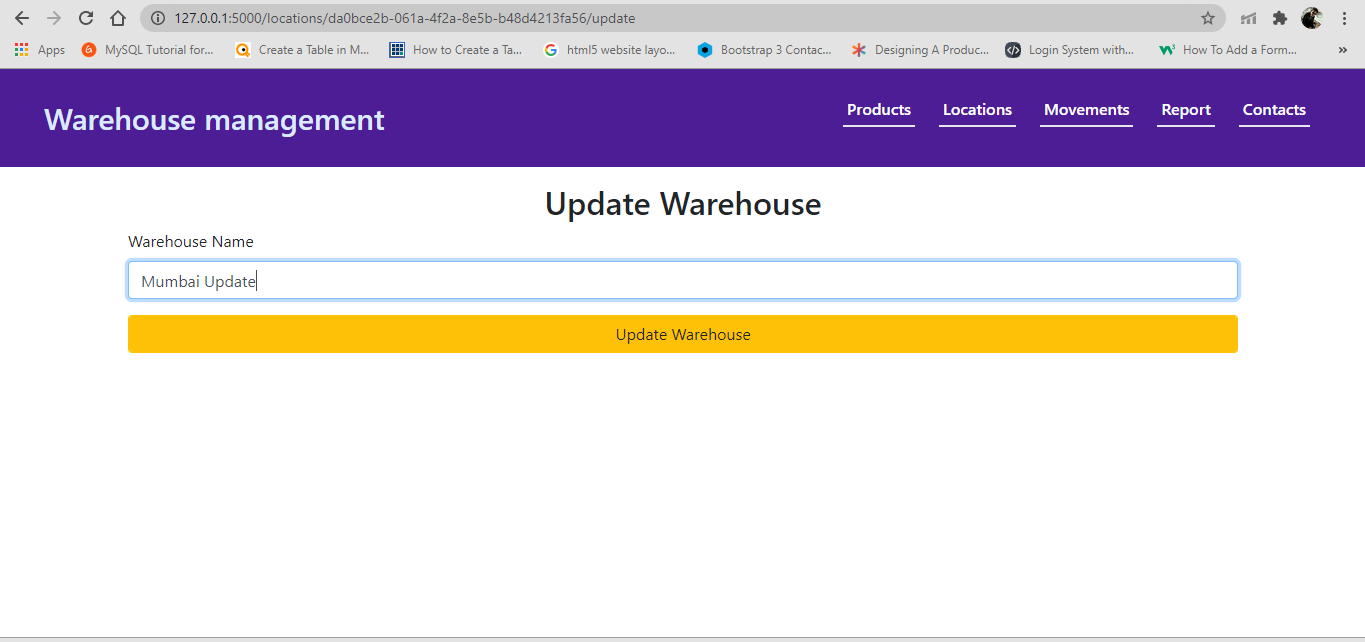 127.0.0.1:5000/locations/da0bce2b-061a-4f2a-8e5b-b48d4213fa56/update
Apps MySQL Tutorial for... Create a Table in M... How to Create a Ta... html5 website layo... Bootstrap 3 Contac... Designing A Produc... Login System with... How To Add a Form... »
Warehouse management Products Locations Movements Report Contacts
Update Warehouse
Warehouse Name
Mumbai Update
Update Warehouse